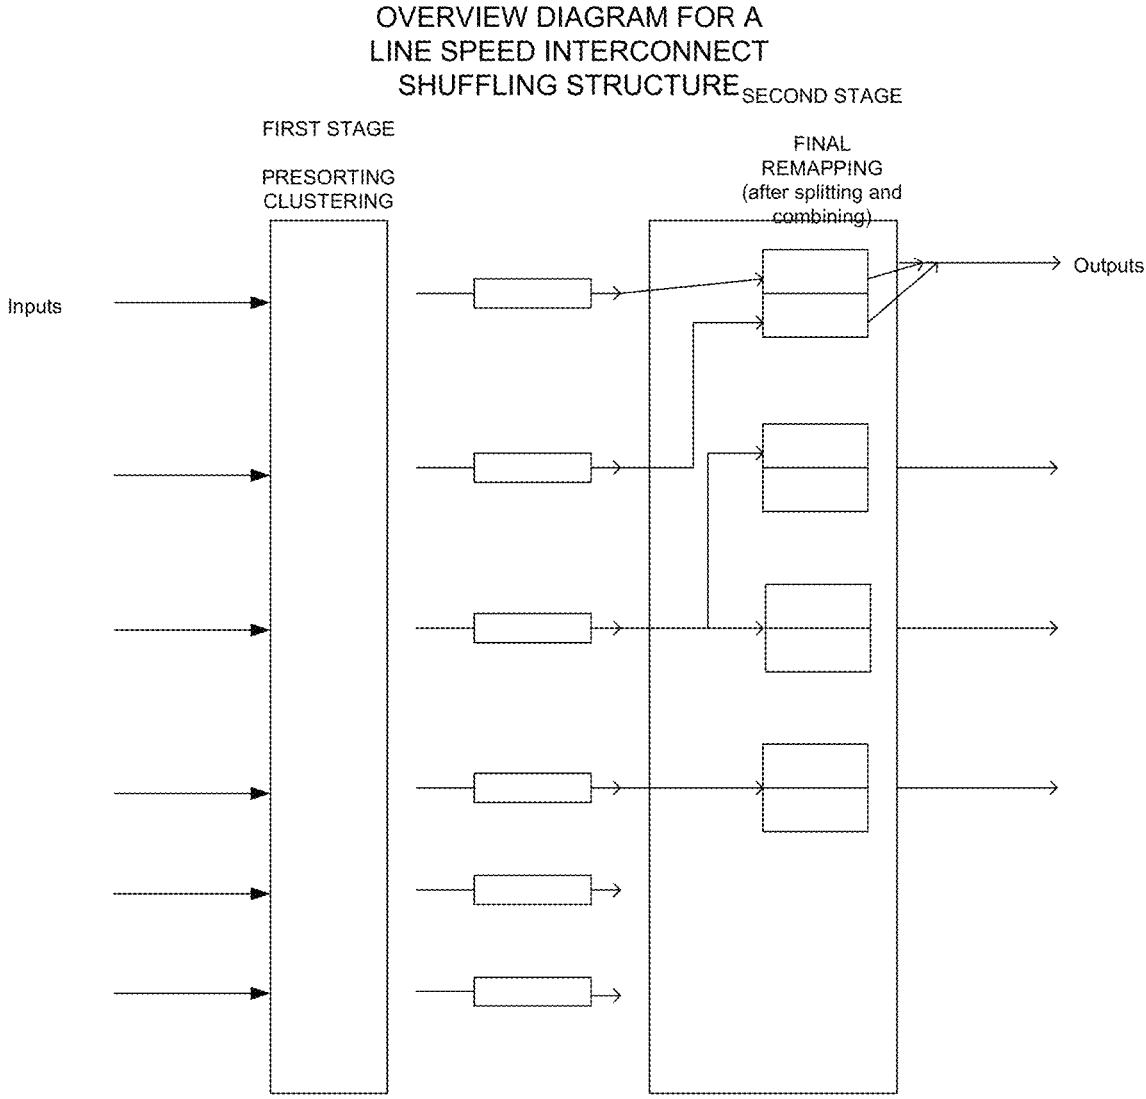 OVERVIEW DIAGRAM FOR A
LINE SPEED INTERCONNECT
SHUFFLING STRUCTURE
SECOND STAGE
FIRST STAGE
FINAL
REMAPPING
(after splitting and
combining)
PRESORTING
CLUSTERING
Outputs
Inputs